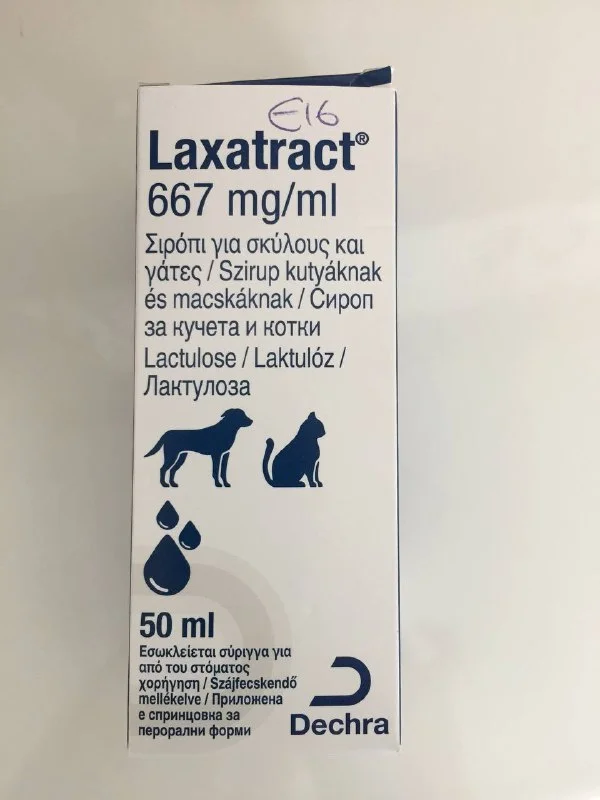 €16
Laxatract®
667 mg/ml
Σιρόπι για σκύλους και
γάτες / Szirup kutyáknak
és macskáknak / Сироп
за кучета и котки
Lactulose / Laktulóz /
Лактулоза
50 ml
Εσωκλείεται σύριγγα για
από του στόματος
χορήγηση / Szájfecskendő
mellékelve / Приложена
е спринцовка за
перорални форми
Dechra